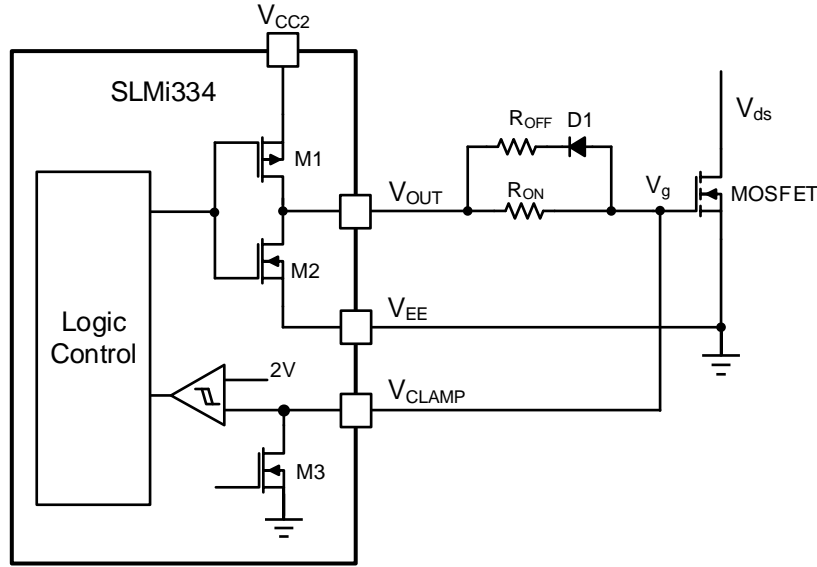 VCC2
SLMi334
Vds
ROFF
D1
M1
VOUT
RON
Vg
MOSFET
M2
VEE
Logic
Control
2V
VCLAMP
M3